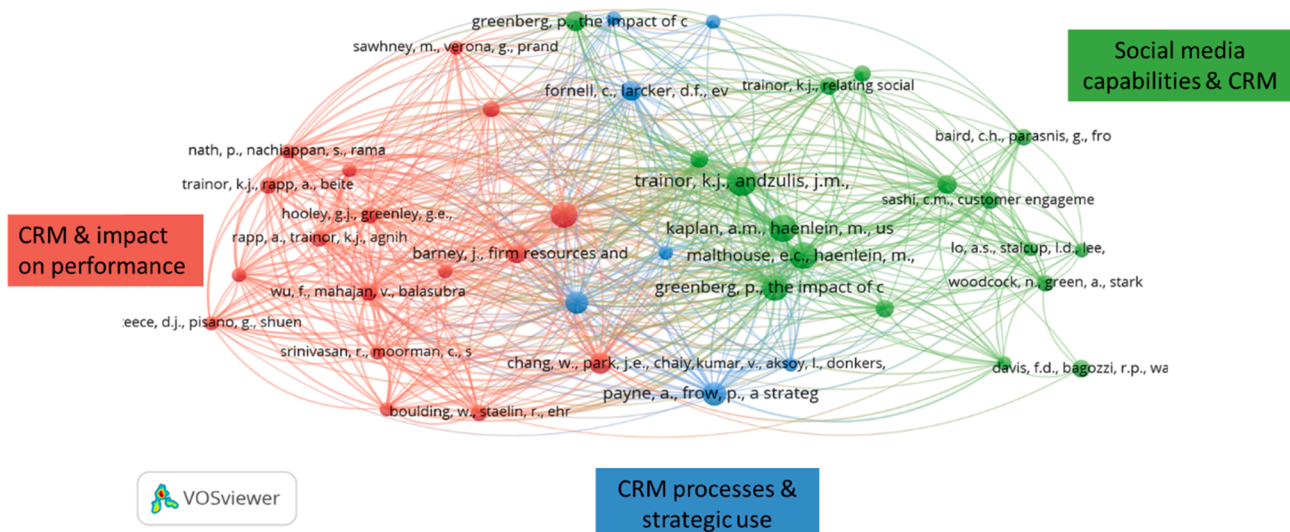 greenberg, p., the impact of c
sawhney, m., verona, g., prand
Social media
capabilities & CRM
fornell, c., larcker, d.f., ev
trainor, k.j., relating social
baird, c.h., parasnis, g., fro
nath, p., nachiappan, s., rama
trainor, k.j., rapp, a., beite
trainor, k.j., andzulis, j.m.,
sashi, c.m., customer engageme
hooley, g.j., greenley, g.e.,
kaplan, a.m., haenlein, m., us
CRM & impact
on performance
rapp, a., trainor, k.j., agnih
barney, j., firm resources and
malthouse, e.c., haenlein, m.,
lo, a.s., stalcup, l.d., lee,
wu, f., mahajan, v., balasubra
greenberg, p., the impact of c
woodcock, n., green, a., stark
teece, d.j., pisano, g., shuen
srinivasan, r., moorman, c., s
chang, w., park, j.e., chaiy,
kumar, v., aksoy, l., donkers,
davis, f.d., bagozzi, r.p., wa
payne, a., frow, p., a strateg
boulding, w., staelin, r., ehr
VOSviewer
CRM processes &
strategic use